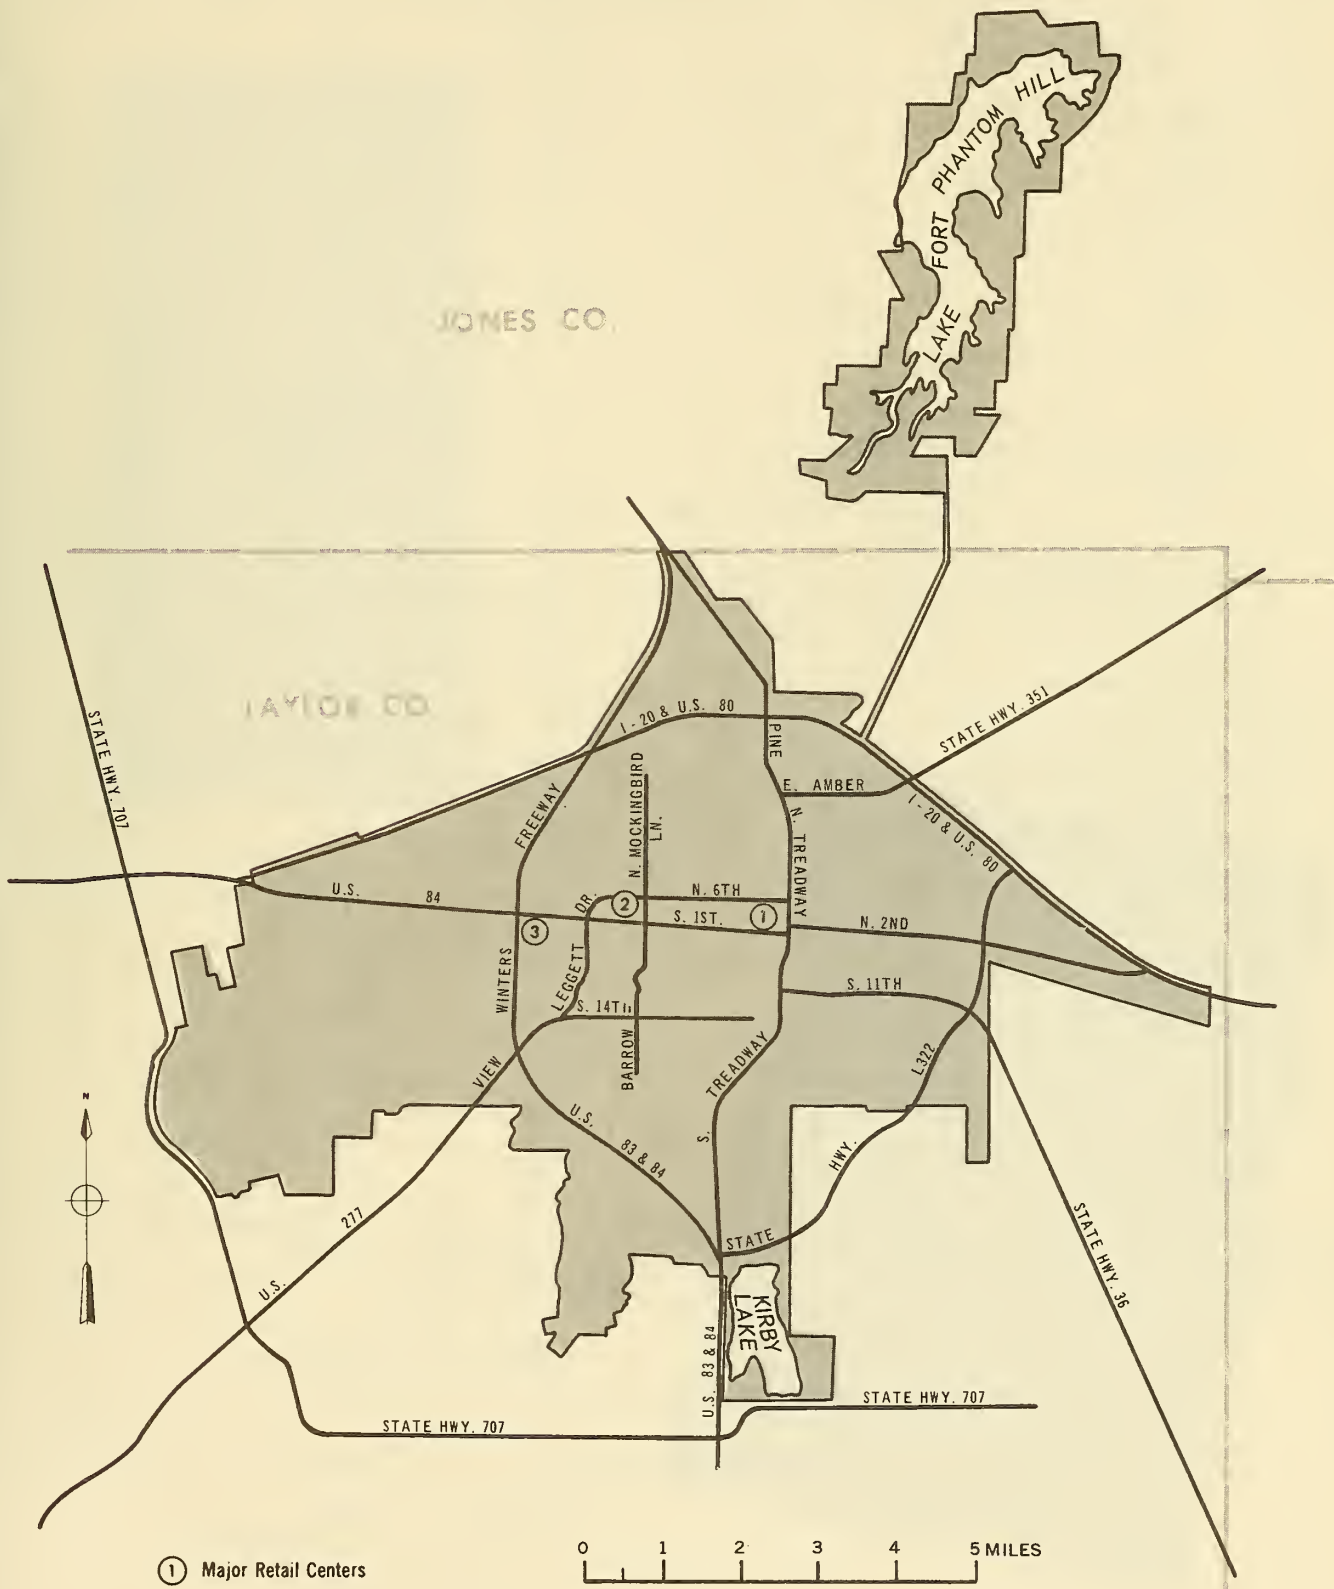 LAKE FORT PHANTOM HILL
JONES CO.
TAYLOR CO.
STATE HWY. 707
I-20 & U.S. 80
STATE HWY. 351
PINE
E. AMBER
N. MOCKINGBIRD
LN.
FREEWAY
N. TREADWAY
I-20 & U.S. 80
U.S. 84
DR.
2
N. 6TH
3
S. 1ST.
1
N. 2ND
WINTERS
LEGGETT
S. 14TH
S. 11TH
BARROW
S. TREADWAY
L322
VIEW
U.S. 83 & 84
HWY.
N
277
U.S.
STATE
STATE HWY. 36
KIRBY
LAKE
U.S. 83 & 84
STATE HWY. 707
STATE HWY. 707
0 1 2 3 4 5 MILES
1 Major Retail Centers